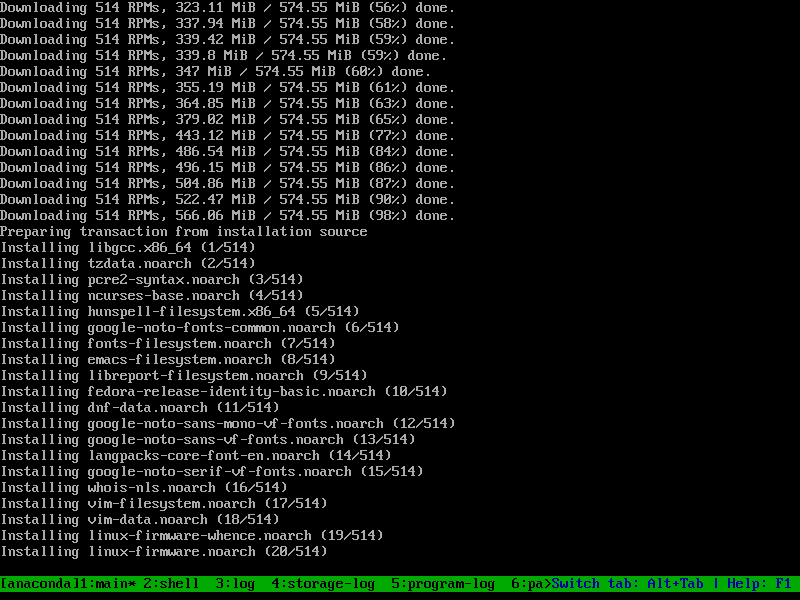 Downloading 514 RPMs, 323.11 MiB / 574.55 MiB (56%) done.
Downloading 514 RPMs, 337.94 MiB / 574.55 MiB (58%) done.
Downloading 514 RPMs, 339.42 MiB / 574.55 MiB (59%) done.
Downloading 514 RPMs, 339.8 MiB / 574.55 MiB (59%) done.
Downloading 514 RPMs, 347 MiB / 574.55 MiB (60%) done.
Downloading 514 RPMs, 355.19 MiB / 574.55 MiB (61%) done.
Downloading 514 RPMs, 364.85 MiB / 574.55 MiB (63%) done.
Downloading 514 RPMs, 379.02 MiB / 574.55 MiB (65%) done.
Downloading 514 RPMs, 443.12 MiB / 574.55 MiB (77%) done.
Downloading 514 RPMs, 486.54 MiB / 574.55 MiB (84%) done.
Downloading 514 RPMs, 496.15 MiB / 574.55 MiB (86%) done.
Downloading 514 RPMs, 504.86 MiB / 574.55 MiB (87%) done.
Downloading 514 RPMs, 522.47 MiB / 574.55 MiB (90%) done.
Downloading 514 RPMs, 566.06 MiB / 574.55 MiB (98%) done.
Preparing transaction from installation source
Installing libgcc.x86_64 (1/514)
Installing tzdata.noarch (2/514)
Installing pcre2-syntax.noarch (3/514)
Installing ncurses-base.noarch (4/514)
Installing hunspell-filesystem.x86_64 (5/514)
Installing google-noto-fonts-common.noarch (6/514)
Installing fonts-filesystem.noarch (7/514)
Installing emacs-filesystem.noarch (8/514)
Installing libreport-filesystem.noarch (9/514)
Installing fedora-release-identity-basic.noarch (10/514)
Installing dnf-data.noarch (11/514)
Installing google-noto-sans-mono-vf-fonts.noarch (12/514)
Installing google-noto-sans-vf-fonts.noarch (13/514)
Installing langpacks-core-font-en.noarch (14/514)
Installing google-noto-serif-vf-fonts.noarch (15/514)
Installing whois-nls.noarch (16/514)
Installing vim-filesystem.noarch (17/514)
Installing vim-data.noarch (18/514)
Installing linux-firmware-whence.noarch (19/514)
Installing linux-firmware.noarch (20/514)
[anaconda]1:main* 2:shell  3:log  4:storage-log  5:program-log  6:pa>Switch tab: Alt+Tab | Help: F1